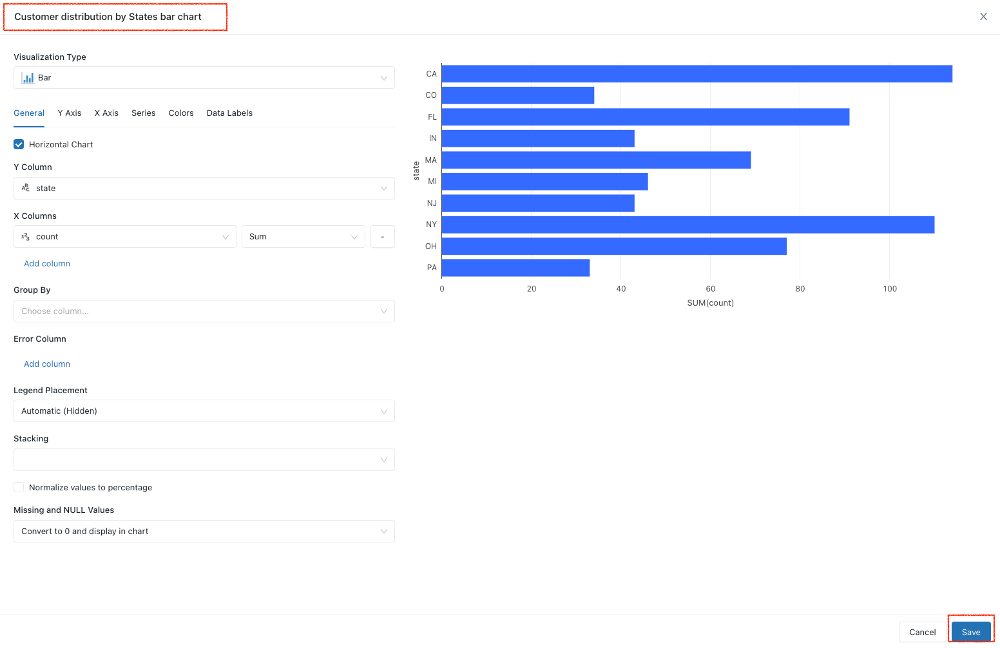 Customer distribution by States bar chart
X
Visualization Type
Bar
General Y Axis X Axis Series Colors Data Labels
Horizontal Chart
Y Column
ABC state
X Columns
123 count Sum -
Add column
Group By
Choose column...
Error Column
Add column
Legend Placement
Automatic (Hidden)
Stacking
Normalize values to percentage
Missing and NULL Values
Convert to 0 and display in chart
state
CA
CO
FL
IN
MA
MI
NJ
NY
OH
PA
0 20 40 60 80 100
SUM(count)
Cancel Save